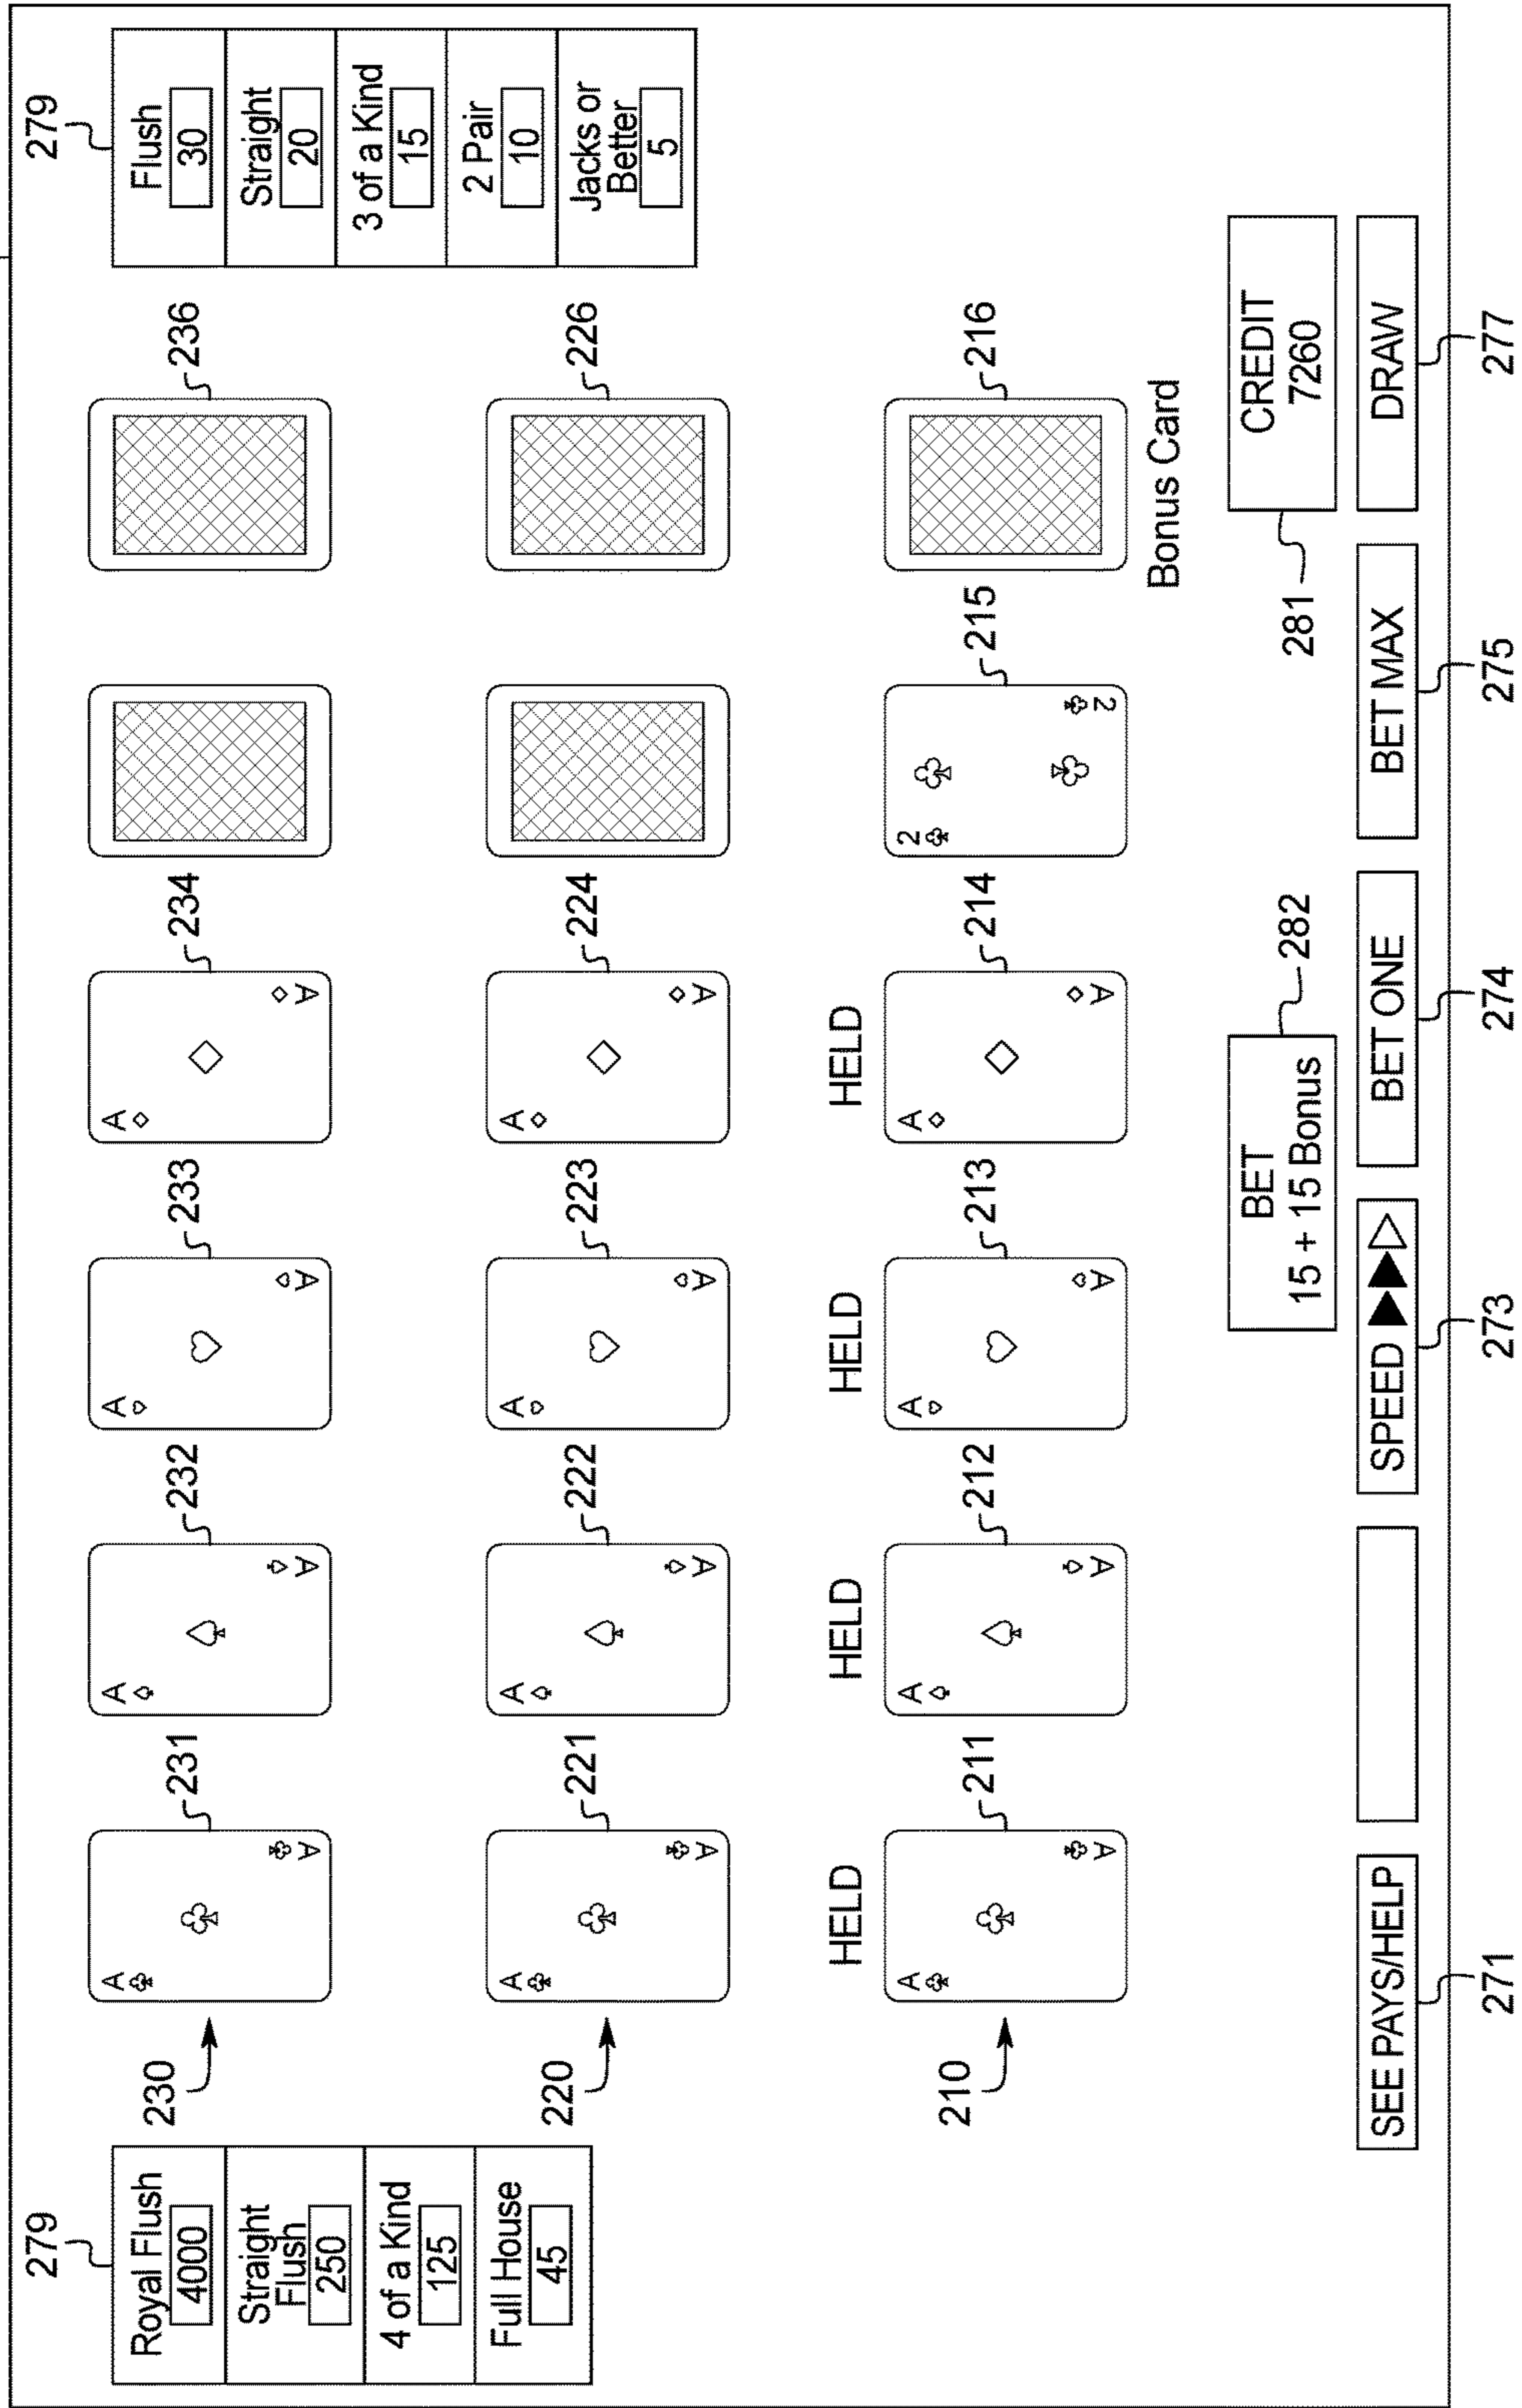 279
Royal Flush
4000
Straight
Flush
250
4 of a Kind
125
Full House
45
279
Flush
30
Straight
20
3 of a Kind
15
2 Pair
10
Jacks or
Better
5
230
231
232
233
234
236
A
A
A
A
A
A
A
A
220
221
222
223
224
226
A
A
A
A
A
A
A
A
HELD
HELD
HELD
HELD
210
211
212
213
214
215
216
A
A
A
A
A
A
A
A
2
2
Bonus Card
BET
15 + 15 Bonus
282
281
CREDIT
7260
SEE PAYS/HELP
SPEED
BET ONE
BET MAX
DRAW
271
273
274
275
277